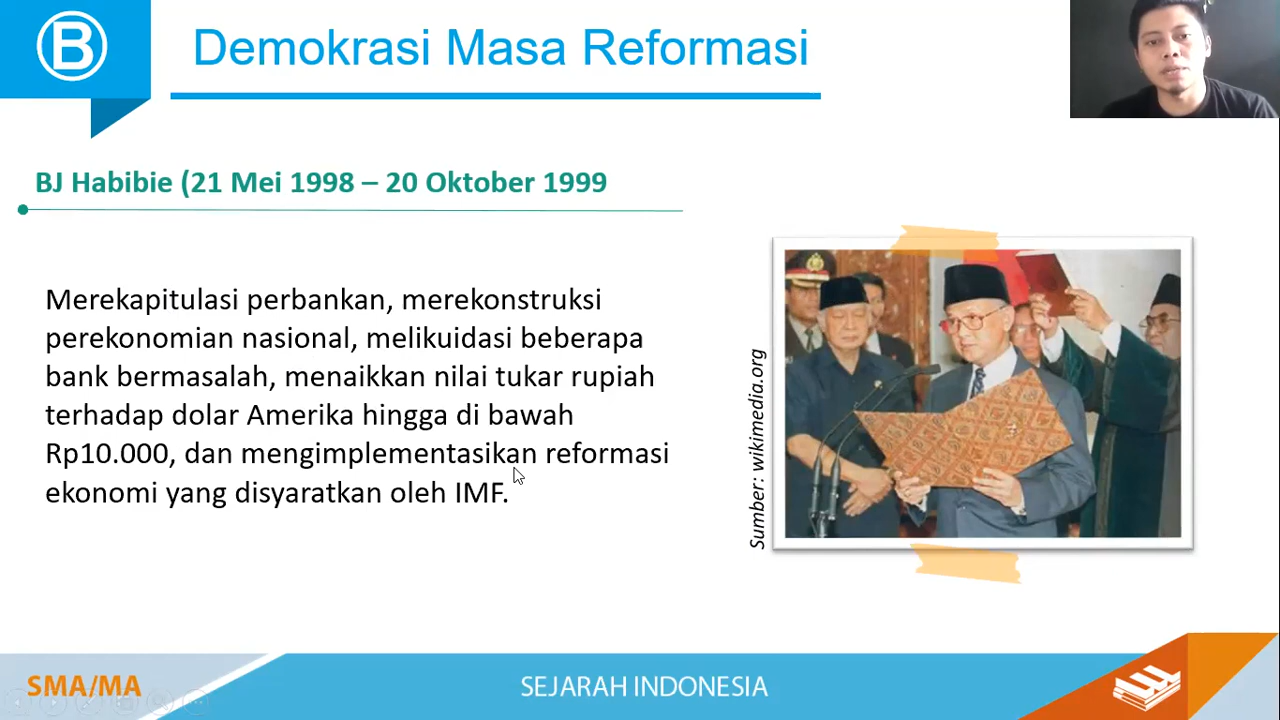 B
Demokrasi Masa Reformasi
BJ Habibie (21 Mei 1998 – 20 Oktober 1999
Merekapitulasi perbankan, merekonstruksi
perekonomian nasional, melikuidasi beberapa
bank bermasalah, menaikkan nilai tukar rupiah
terhadap dolar Amerika hingga di bawah
Rp10.000, dan mengimplementasikan reformasi
ekonomi yang disyaratkan oleh IMF.
Sumber: wikimedia.org
SMA/MA
SEJARAH INDONESIA